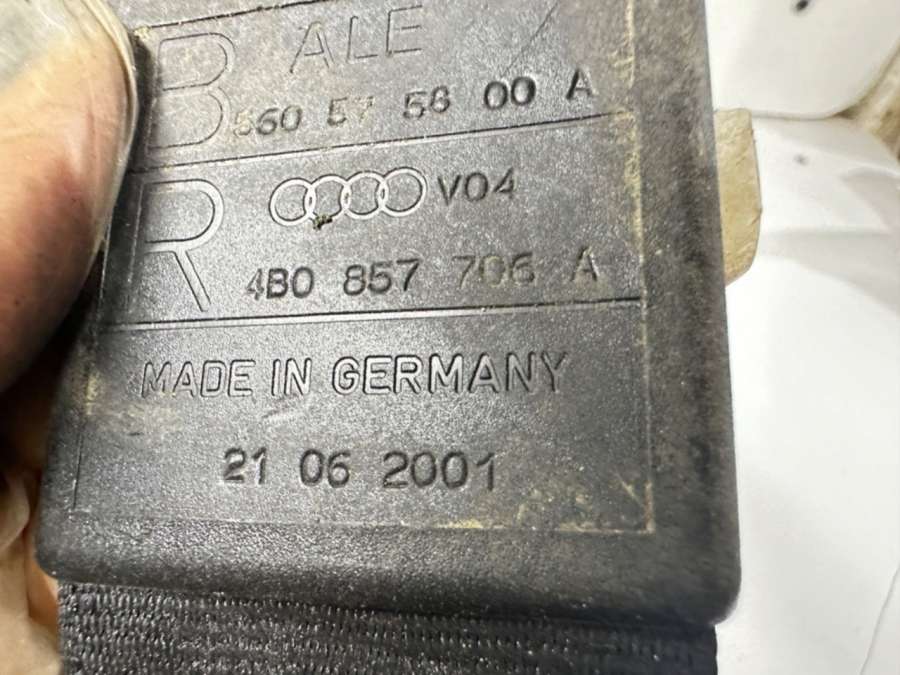 B ALE
560 57 58 00 A
R V04
4B0 857 706 A
MADE IN GERMANY
21 06 2001